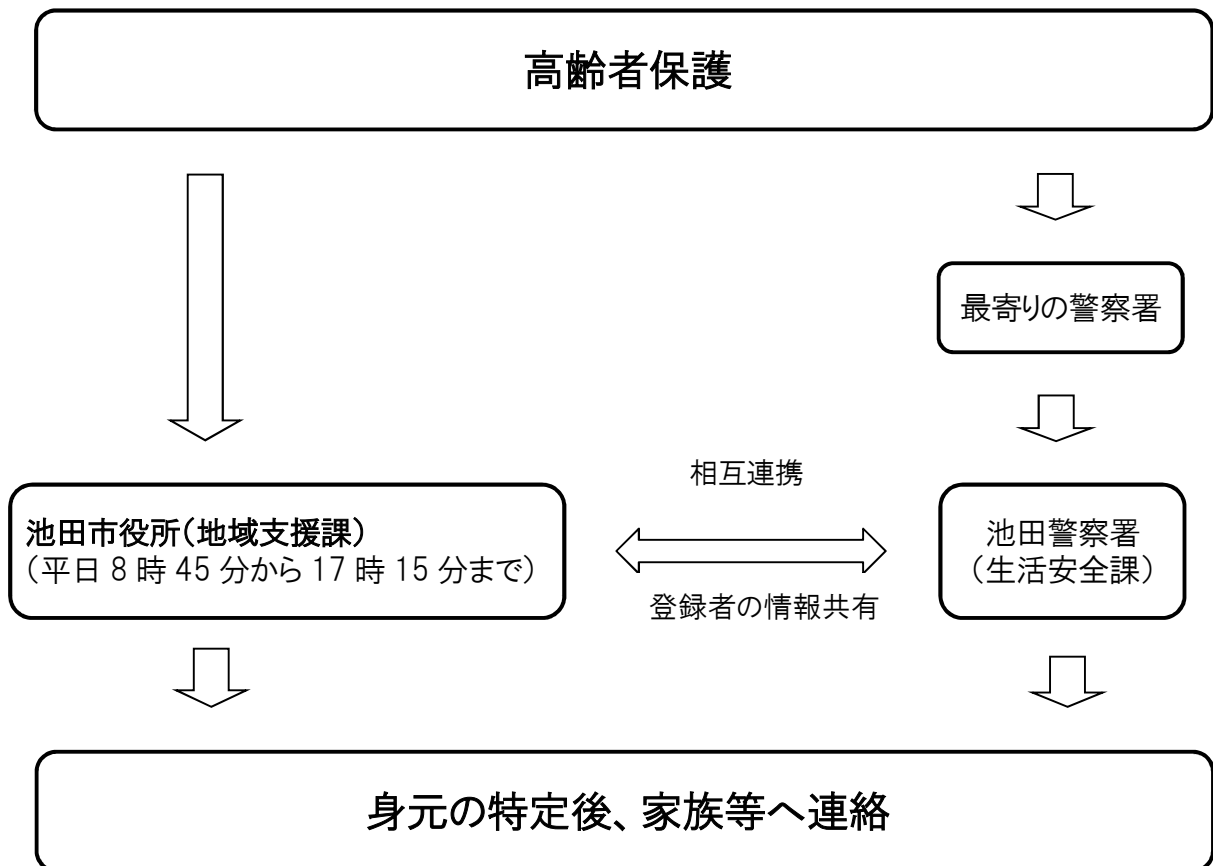 高齢者保護
最寄りの警察署
相互連携
池田市役所（地域支援課）
（平日 8 時 45 分から 17 時 15 分まで）
池田警察署
（生活安全課）
登録者の情報共有
身元の特定後、家族等へ連絡